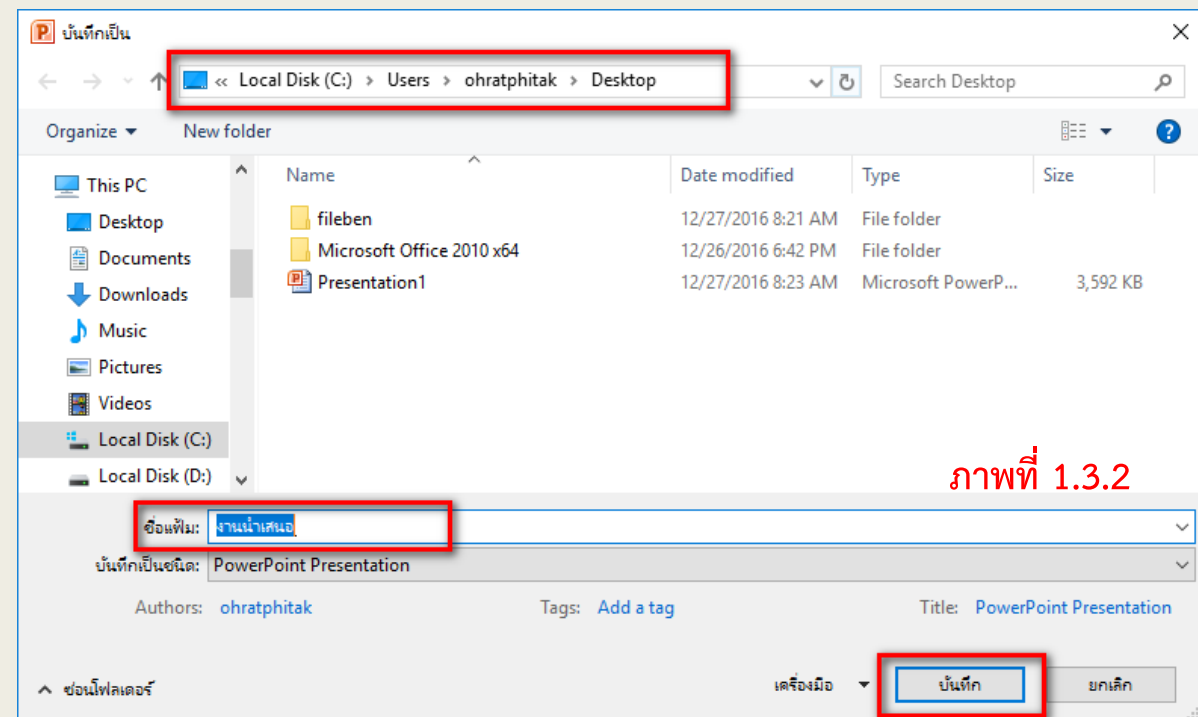 บันทึกเป็น
« Local Disk (C:) › Users › ohratphitak › Desktop
Search Desktop
Organize
New folder
Name Date modified Type Size
This PC
Desktop
Documents
Downloads
Music
Pictures
Videos
Local Disk (C:)
Local Disk (D:)
fileben 12/27/2016 8:21 AM File folder
Microsoft Office 2010 x64 12/26/2016 6:42 PM File folder
Presentation1 12/27/2016 8:23 AM Microsoft PowerP... 3,592 KB
ภาพที่ 1.3.2
ชื่อแฟ้ม: งานนำเสนอ
บันทึกเป็นชนิด: PowerPoint Presentation
Authors: ohratphitak Tags: Add a tag Title: PowerPoint Presentation
ซ่อนโฟลเดอร์ เครื่องมือ บันทึก ยกเลิก